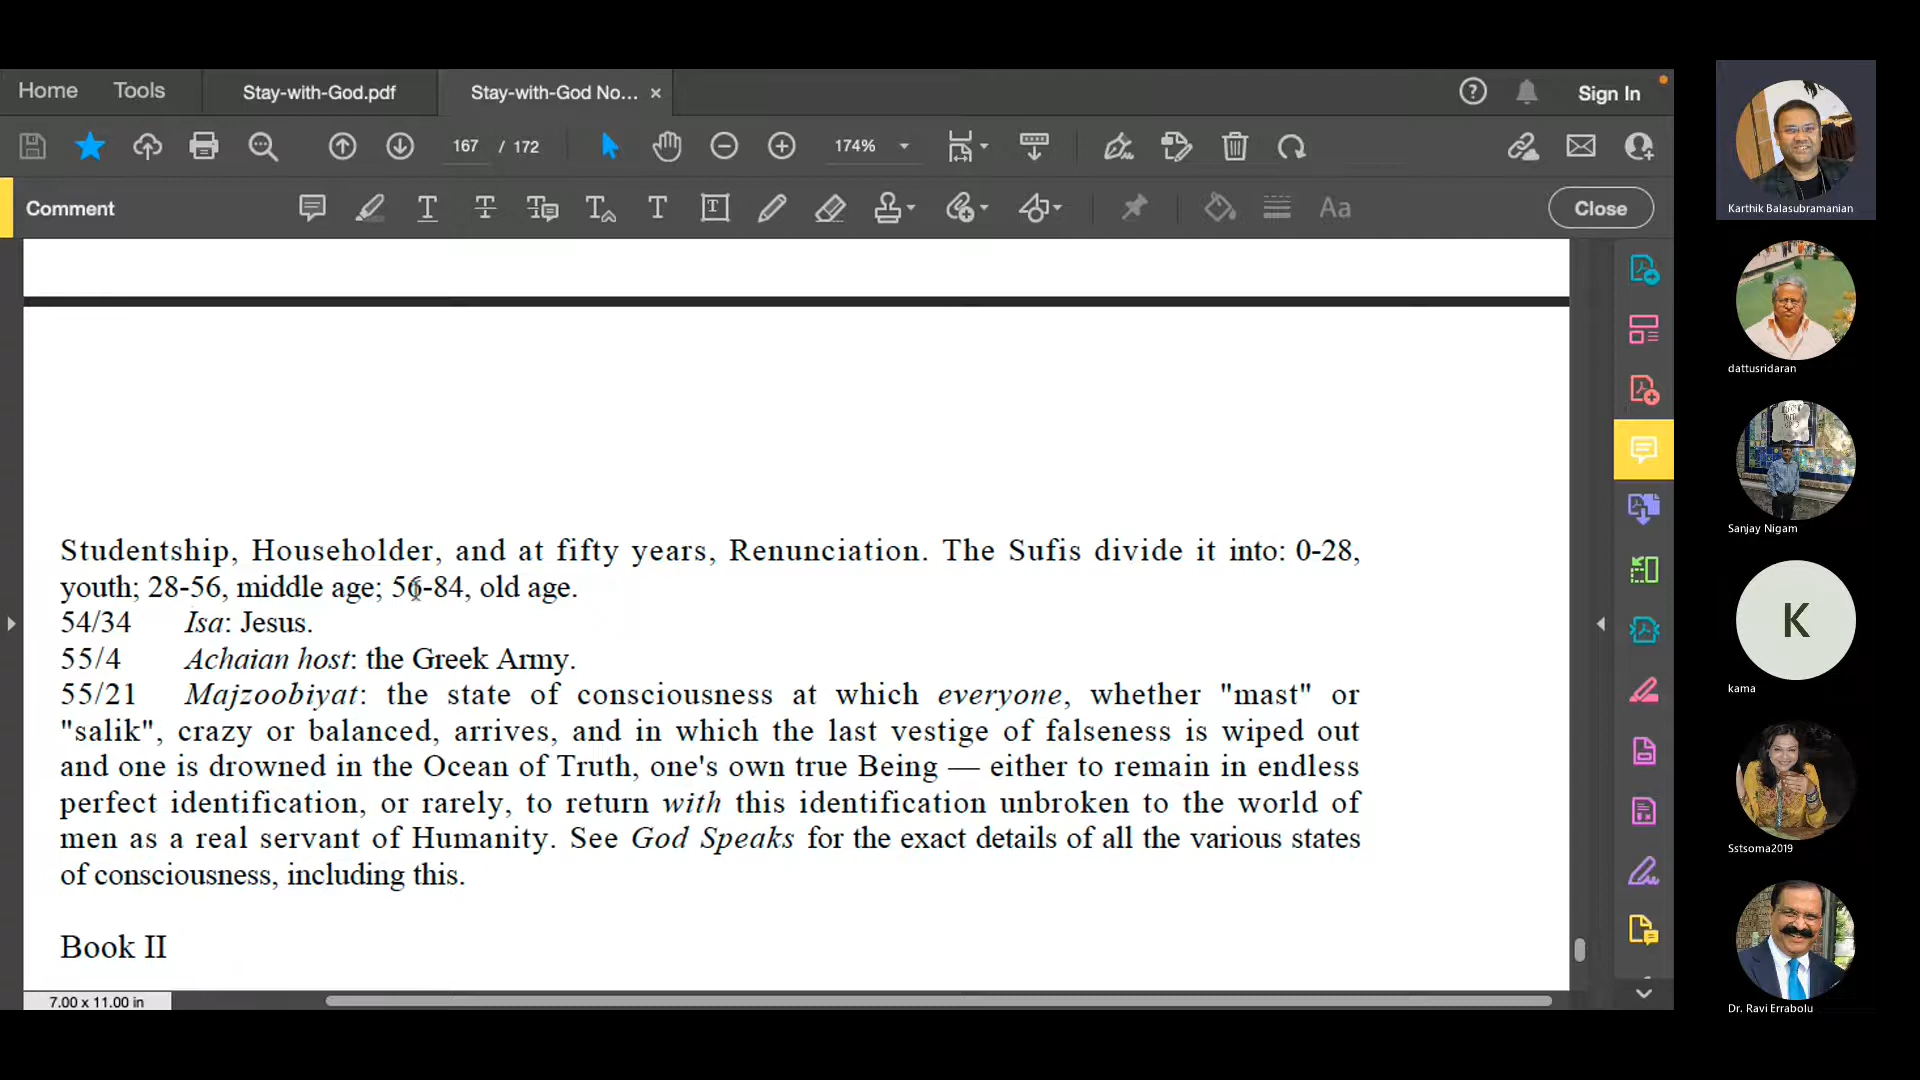 Home Tools Stay-with-God.pdf Stay-with-God No... × Sign In
167 / 172 174%
Comment Close
Studentship, Householder, and at fifty years, Renunciation. The Sufis divide it into: 0-28,
youth; 28-56, middle age; 56-84, old age.
54/34 Isa: Jesus.
55/4 Achaian host: the Greek Army.
55/21 Majzoobiyat: the state of consciousness at which everyone, whether "mast" or
"salik", crazy or balanced, arrives, and in which the last vestige of falseness is wiped out
and one is drowned in the Ocean of Truth, one's own true Being — either to remain in endless
perfect identification, or rarely, to return with this identification unbroken to the world of
men as a real servant of Humanity. See God Speaks for the exact details of all the various states
of consciousness, including this.
Book II
7.00 x 11.00 in
Karthik Balasubramanian
dattusridaran
Sanjay Nigam
K
kama
Sstsoma2019
Dr. Ravi Errabolu